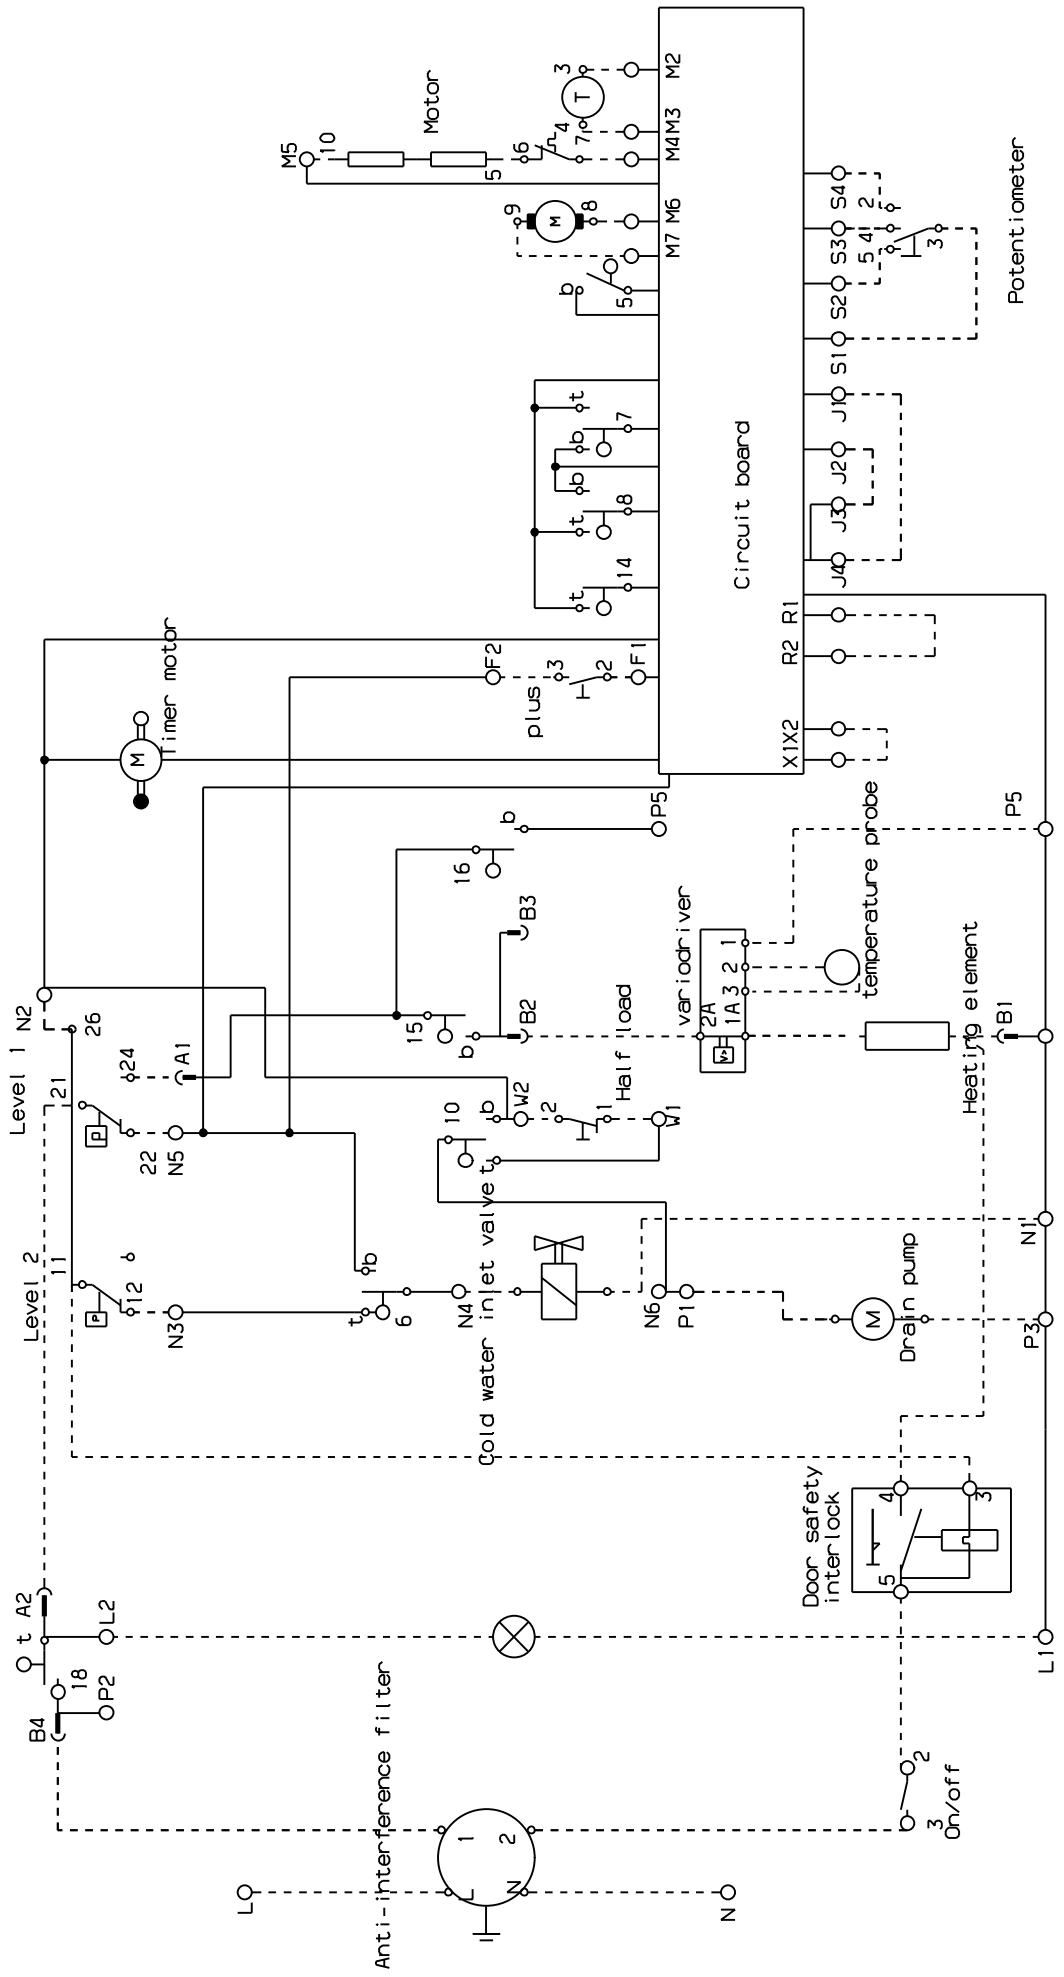 M5
10
Motor
5
6
4
7
3
T
M2
M3
M4
M6
M7
9
M
8
b
5
S4
S3
S2
S1
2
4
5
3
Potentiometer
J1
J2
J3
J4
t
7
b
b
8
t
14
t
Circuit board
R1
R2
X1
X2
Timer motor
M
F2
plus
3
2
F1
P5
b
16
B3
variodriver
1
2
3
2A
1A
V>
temperature probe
P5
N2
26
Level 1
21
24
A1
P
22
N5
15
b
B2
Half load
10
b
W2
2
1
W1
t
Heating element
B1
Level 2
11
12
P
N3
b
t
6
N4
Cold water inlet valve
N6
P1
M
Drain pump
N1
P3
Door safety
interlock
4
3
5
A2
t
L2
18
B4
P2
L1
Anti-interference filter
1
2
L
N
L
N
2
3
On/off